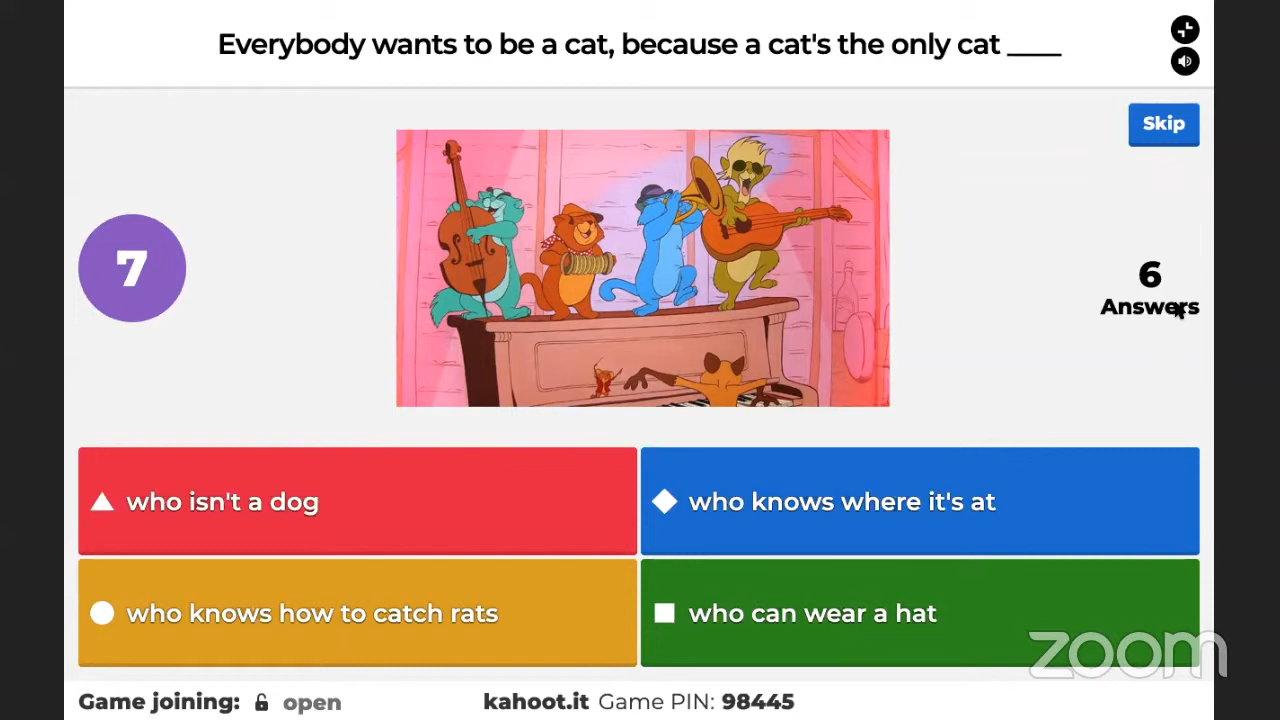 Everybody wants to be a cat, because a cat's the only cat ____
Skip
7
6
Answers
who isn't a dog
who knows where it's at
who knows how to catch rats
who can wear a hat
zoom
Game joining: open
kahoot.it Game PIN: 98445